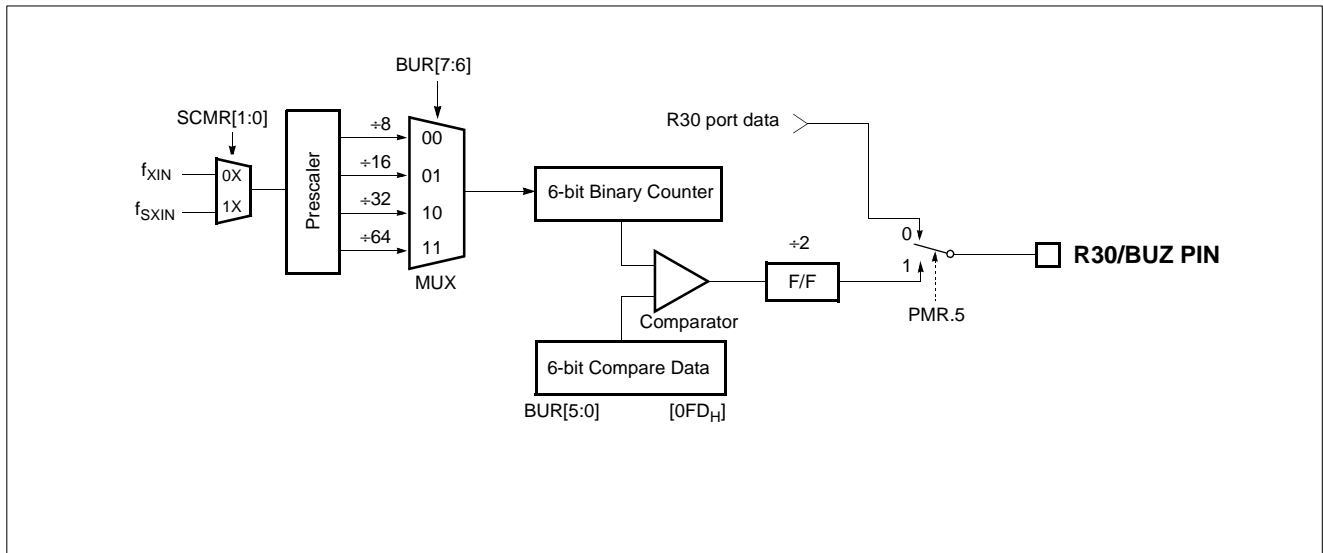 BUR[7:6]
SCMR[1:0]
fXIN
fSXIN
0X
1X
Prescaler
÷8
÷16
÷32
÷64
00
01
10
11
MUX
6-bit Binary Counter
Comparator
6-bit Compare Data
BUR[5:0]
[0FDH]
÷2
F/F
R30 port data
0
1
PMR.5
R30/BUZ PIN